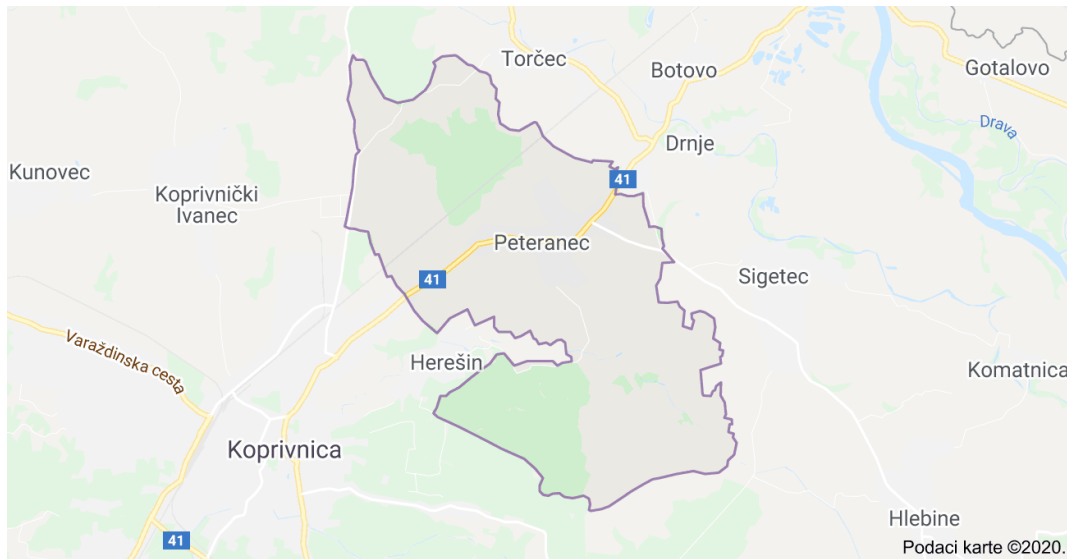 Torčec
Botovo
Gotalovo
Drava
Drnje
Kunovec
41
Koprivnički
Ivanec
Peteranec
41
Sigetec
Varaždinska cesta
Herešin
Komatnica
Koprivnica
Hlebine
41
Podaci karte ©2020.